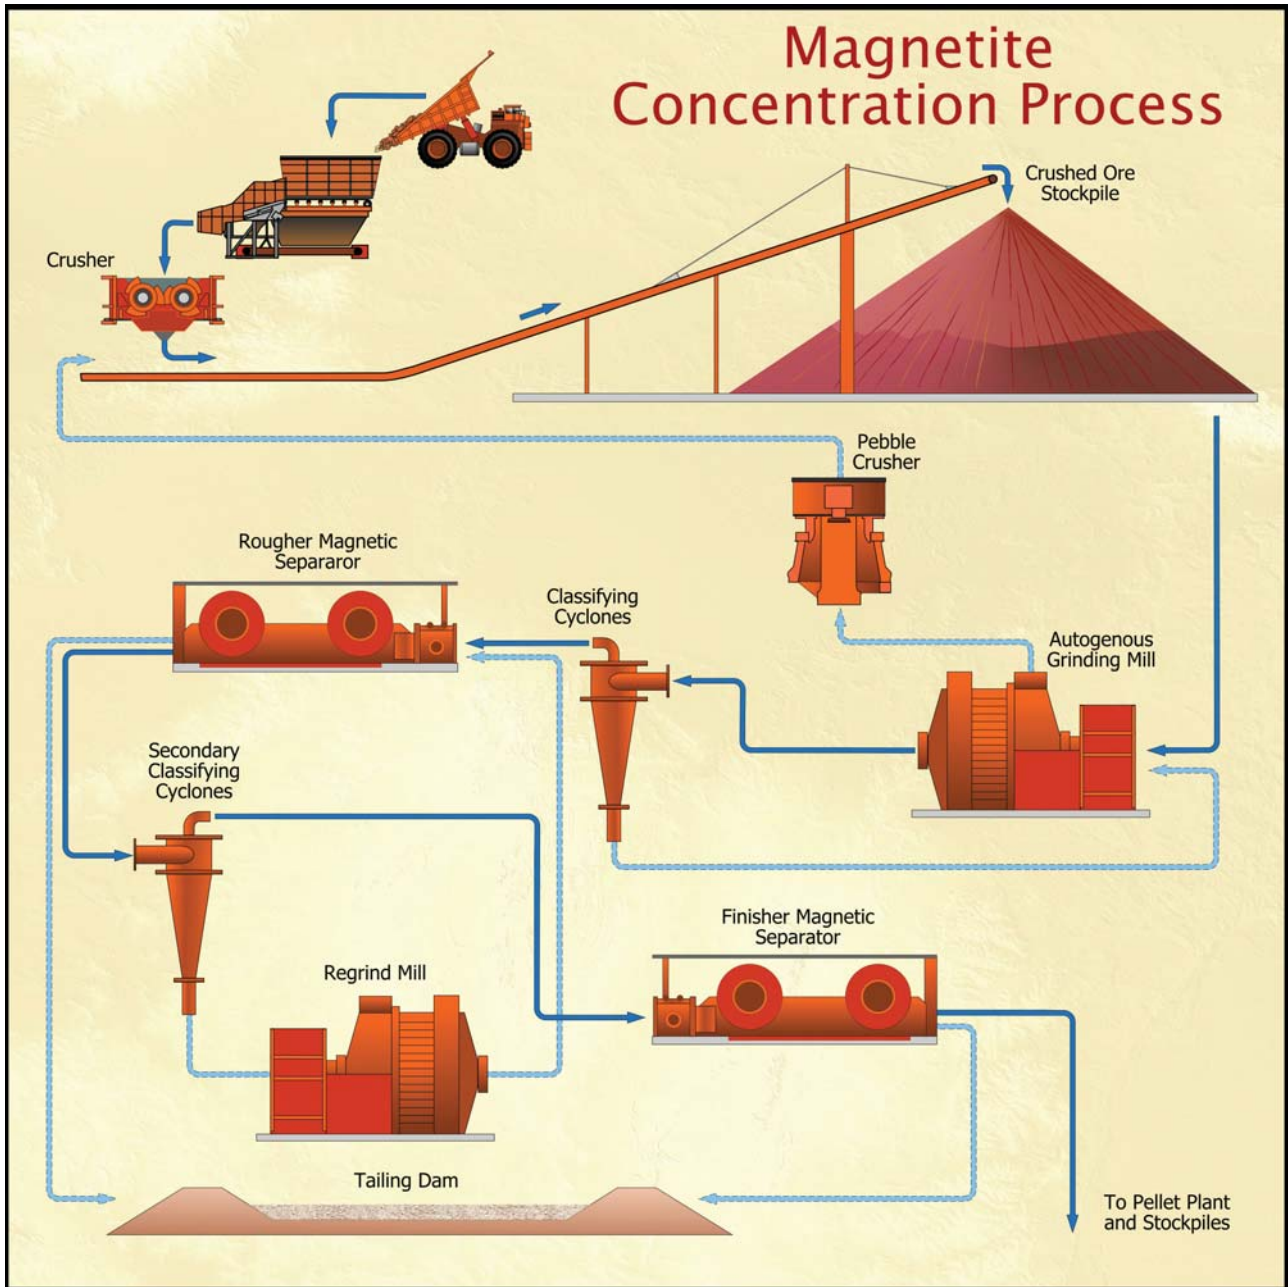 Magnetite
Concentration Process
Crushed Ore
Stockpile
Crusher
Pebble
Crusher
Rougher Magnetic
Separaror
Classifying
Cyclones
Autogenous
Grinding Mill
Secondary
Classifying
Cyclones
Finisher Magnetic
Separator
Regrind Mill
Tailing Dam
To Pellet Plant
and Stockpiles